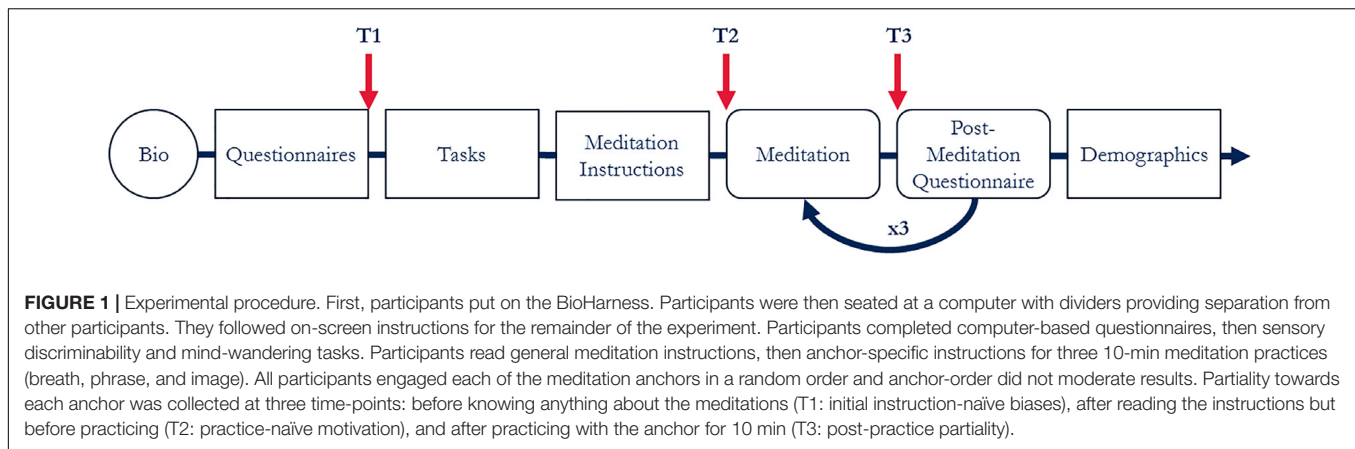 T1 T2 T3
Bio
Questionnaires
Tasks
Meditation
Instructions
Meditation
Post-
Meditation
Questionnaire
Demographics
x3
FIGURE 1 | Experimental procedure. First, participants put on the BioHarness. Participants were then seated at a computer with dividers providing separation from
other participants. They followed on-screen instructions for the remainder of the experiment. Participants completed computer-based questionnaires, then sensory
discriminability and mind-wandering tasks. Participants read general meditation instructions, then anchor-specific instructions for three 10-min meditation practices
(breath, phrase, and image). All participants engaged each of the meditation anchors in a random order and anchor-order did not moderate results. Partiality towards
each anchor was collected at three time-points: before knowing anything about the meditations (T1: initial instruction-naïve biases), after reading the instructions but
before practicing (T2: practice-naïve motivation), and after practicing with the anchor for 10 min (T3: post-practice partiality).